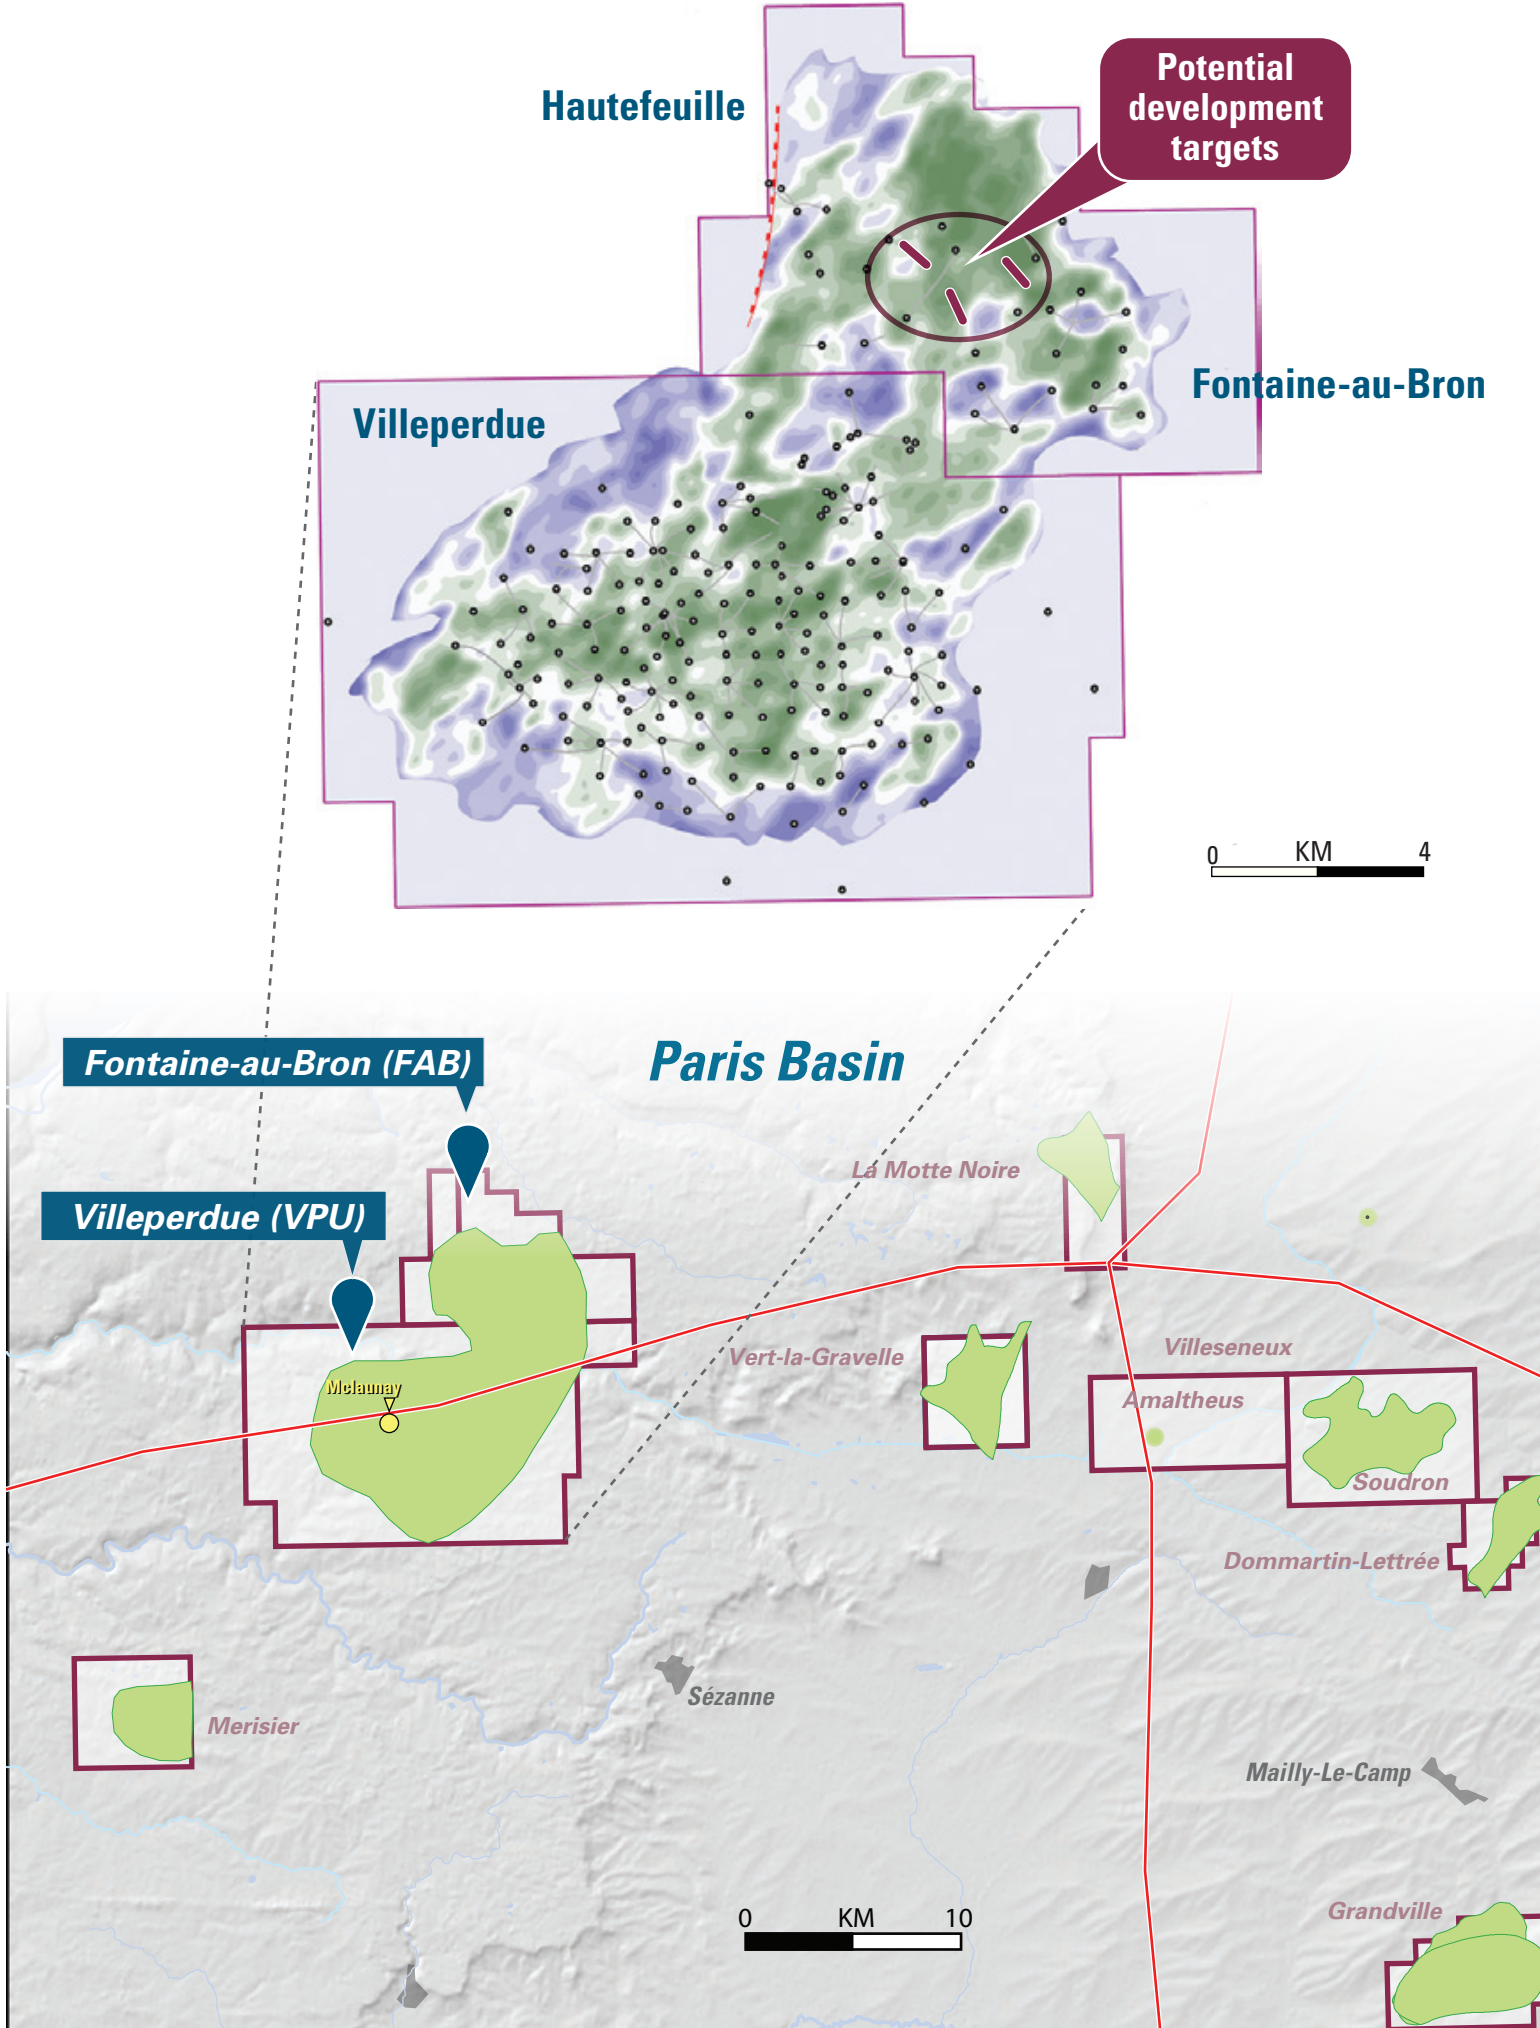 Hautefeuille
Potential
development
targets
Villeperdue
Fontaine-au-Bron
0 KM 4
Fontaine-au-Bron (FAB)
Paris Basin
La Motte Noire
Villeperdue (VPU)
Vert-la-Gravelle
Villeseneux
Mclaunay
Amaltheus
Soudron
Dommartin-Lettrée
Sézanne
Merisier
Mailly-Le-Camp
0 KM 10
Grandville